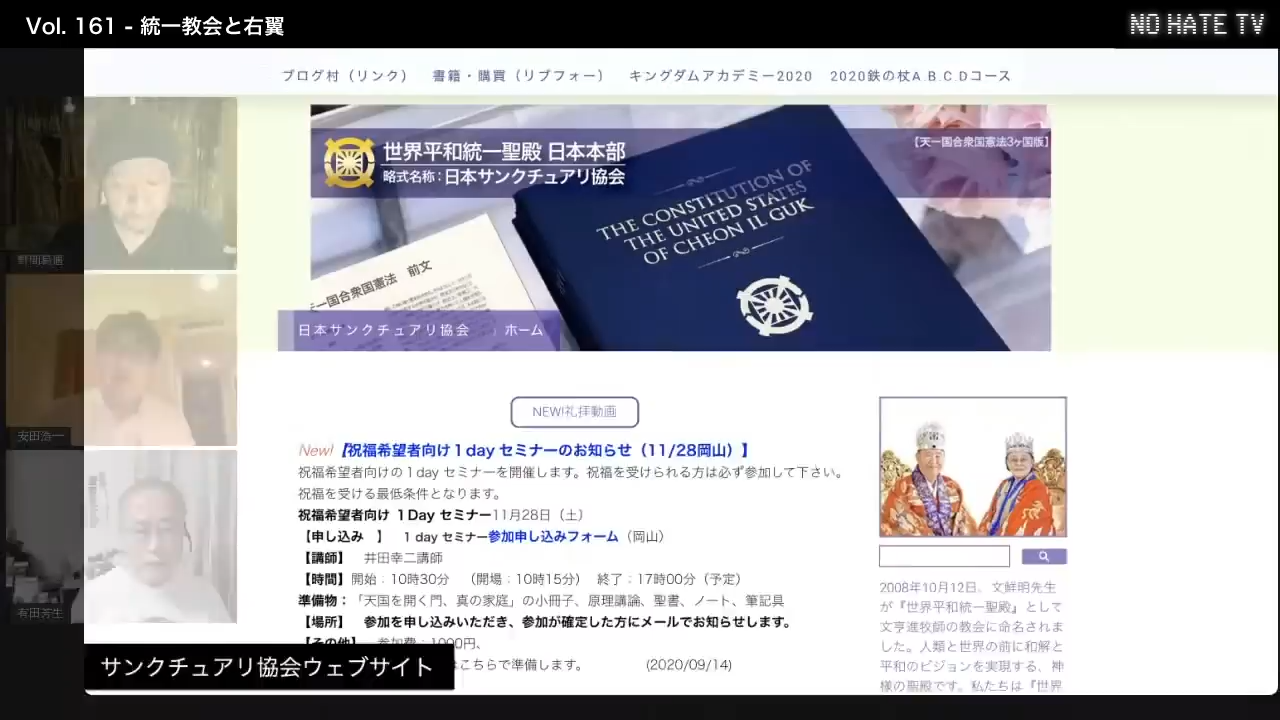 Vol. 161 - 統一教会と右翼
NO HATE TV
ブログ村（リンク）　書籍・購買（リブフォー）　キングダムアカデミー2020　2020鉄の杖A.B.C.Dコース
世界平和統一聖殿 日本本部
略式名称：日本サンクチュアリ協会
【天一国合衆国憲法3ヶ国版】
THE CONSTITUTION OF
THE UNITED STATES
OF CHEON IL GUK
天一国合衆国憲法　前文
日本サンクチュアリ協会　ホーム
野間易通
安田浩一
有田芳生
NEW!礼拝動画
New!【祝福希望者向け１day セミナーのお知らせ（11/28岡山）】
祝福希望者向けの１day セミナーを開催します。祝福を受けられる方は必ず参加して下さい。
祝福を受ける最低条件となります。
祝福希望者向け １Day セミナー11月28日（土）
【申し込み　】　１day セミナー参加申し込みフォーム（岡山）
【講師】　井田幸二講師
【時間】開始：10時30分　（開場：10時15分）　終了：17時00分（予定）
準備物：「天国を開く門、真の家庭」の小冊子、原理講論、聖書、ノート、筆記具
【場所】　参加を申し込みいただき、参加が確定した方にメールでお知らせします。
【その他】　参加費：1000円、
はこちらで準備します。　(2020/09/14)
2008年10月12日。文鮮明先生
が『世界平和統一聖殿』として
文亨進牧師の教会に命名されま
した。人類と世界の前に和解と
平和のビジョンを実現する、神
様の聖殿です。私たちは『世界
サンクチュアリ協会ウェブサイト